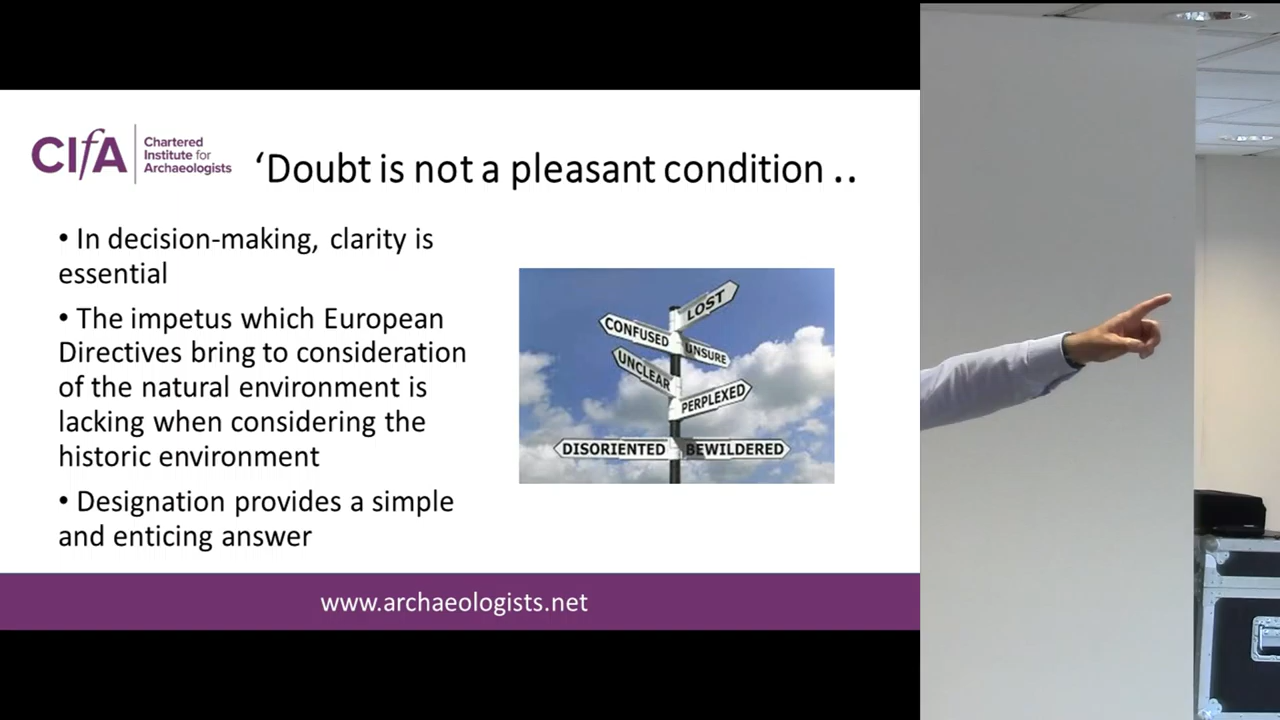 CIfA
Chartered
Institute for
Archaeologists
‘Doubt is not a pleasant condition ..
• In decision-making, clarity is
essential
• The impetus which European
Directives bring to consideration
of the natural environment is
lacking when considering the
historic environment
• Designation provides a simple
and enticing answer
LOST
CONFUSED
UNSURE
UNCLEAR
PERPLEXED
DISORIENTED
BEWILDERED
www.archaeologists.net